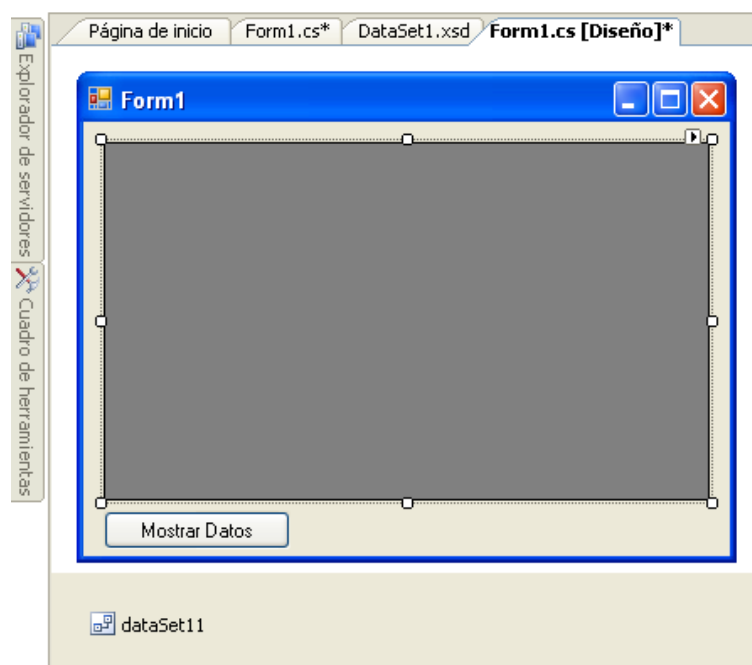 Página de inicio Form1.cs* DataSet1.xsd Form1.cs [Diseño]*
Explorador de servidores
Cuadro de herramientas
Form1
Mostrar Datos
dataSet11